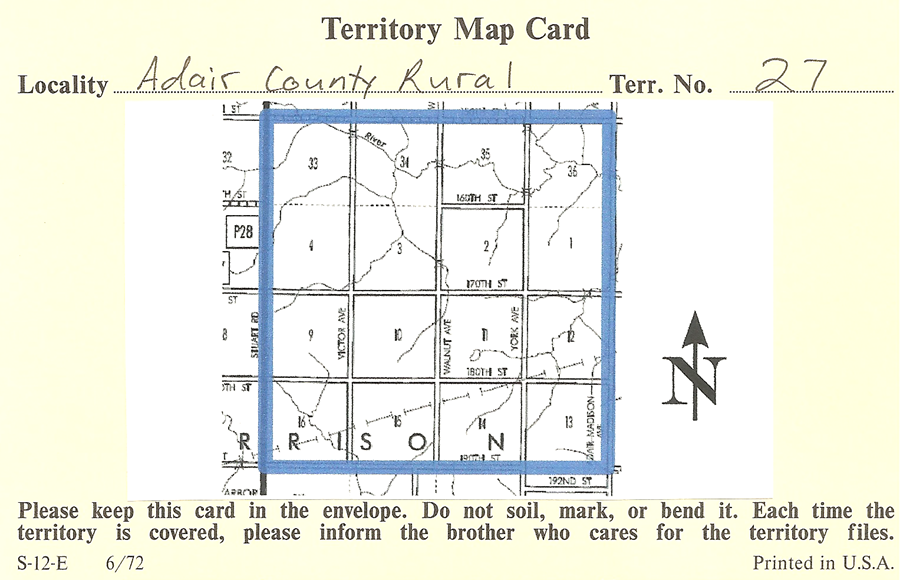 Territory Map Card
Locality Adair County Rural Terr. No. 27
ST
32 33 River 34 35 36
H ST 160TH ST
P28 4 3 2 1
170TH ST
ST
8 STUART RD 9 VICTOR AVE 10 WALNUT AVE 11 YORK AVE 12
180TH ST
TH ST
16 15 14 13 ADAIR-MADISON AVE
R R I S O N
190TH ST
192ND ST
ARBOR
N
Please keep this card in the envelope. Do not soil, mark, or bend it. Each time the
territory is covered, please inform the brother who cares for the territory files.
S-12-E 6/72 Printed in U.S.A.